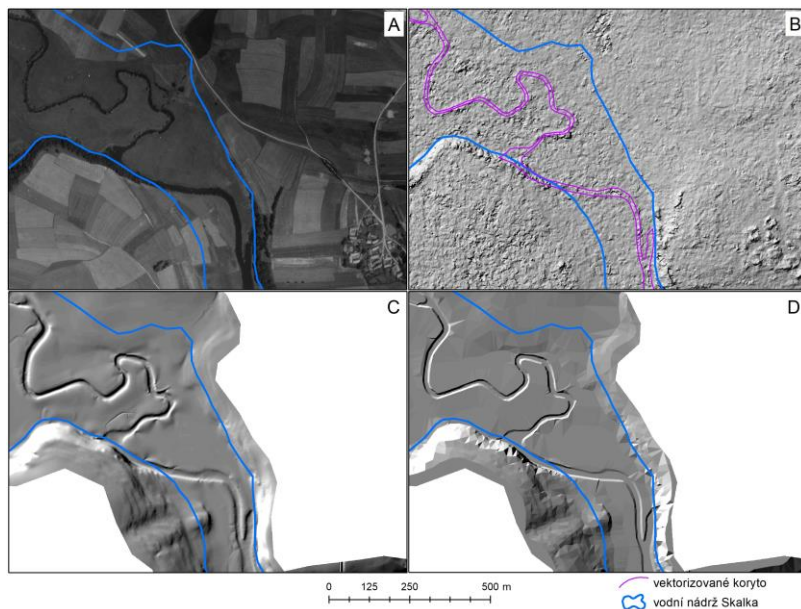 A
B
C
D
0 125 250 500 m
vektorizované koryto
vodní nádrž Skalka